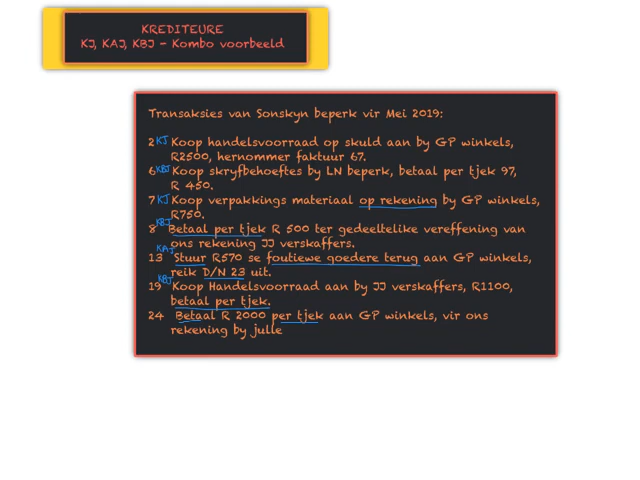 KREDITEURE
KJ, KAJ, KBJ - Kombo voorbeeld
Transaksies van Sonskyn beperk vir Mei 2019:
2 KJ Koop handelsvoorraad op skuld aan by GP winkels,
R2500, hernommer faktuur 67.
6 KBJ Koop skryfbehoeftes by LN beperk, betaal per tjek 97,
R 450.
7 KJ Koop verpakkings materiaal op rekening by GP winkels,
R750.
8 KBJ Betaal per tjek R 500 ter gedeeltelike vereffening van
ons rekening JJ verskaffers.
13 KAJ Stuur R570 se foutiewe goedere terug aan GP winkels,
reik D/N 23 uit.
19 KBJ Koop Handelsvoorraad aan by JJ verskaffers, R1100,
betaal per tjek.
24 Betaal R 2000 per tjek aan GP winkels, vir ons
rekening by julle